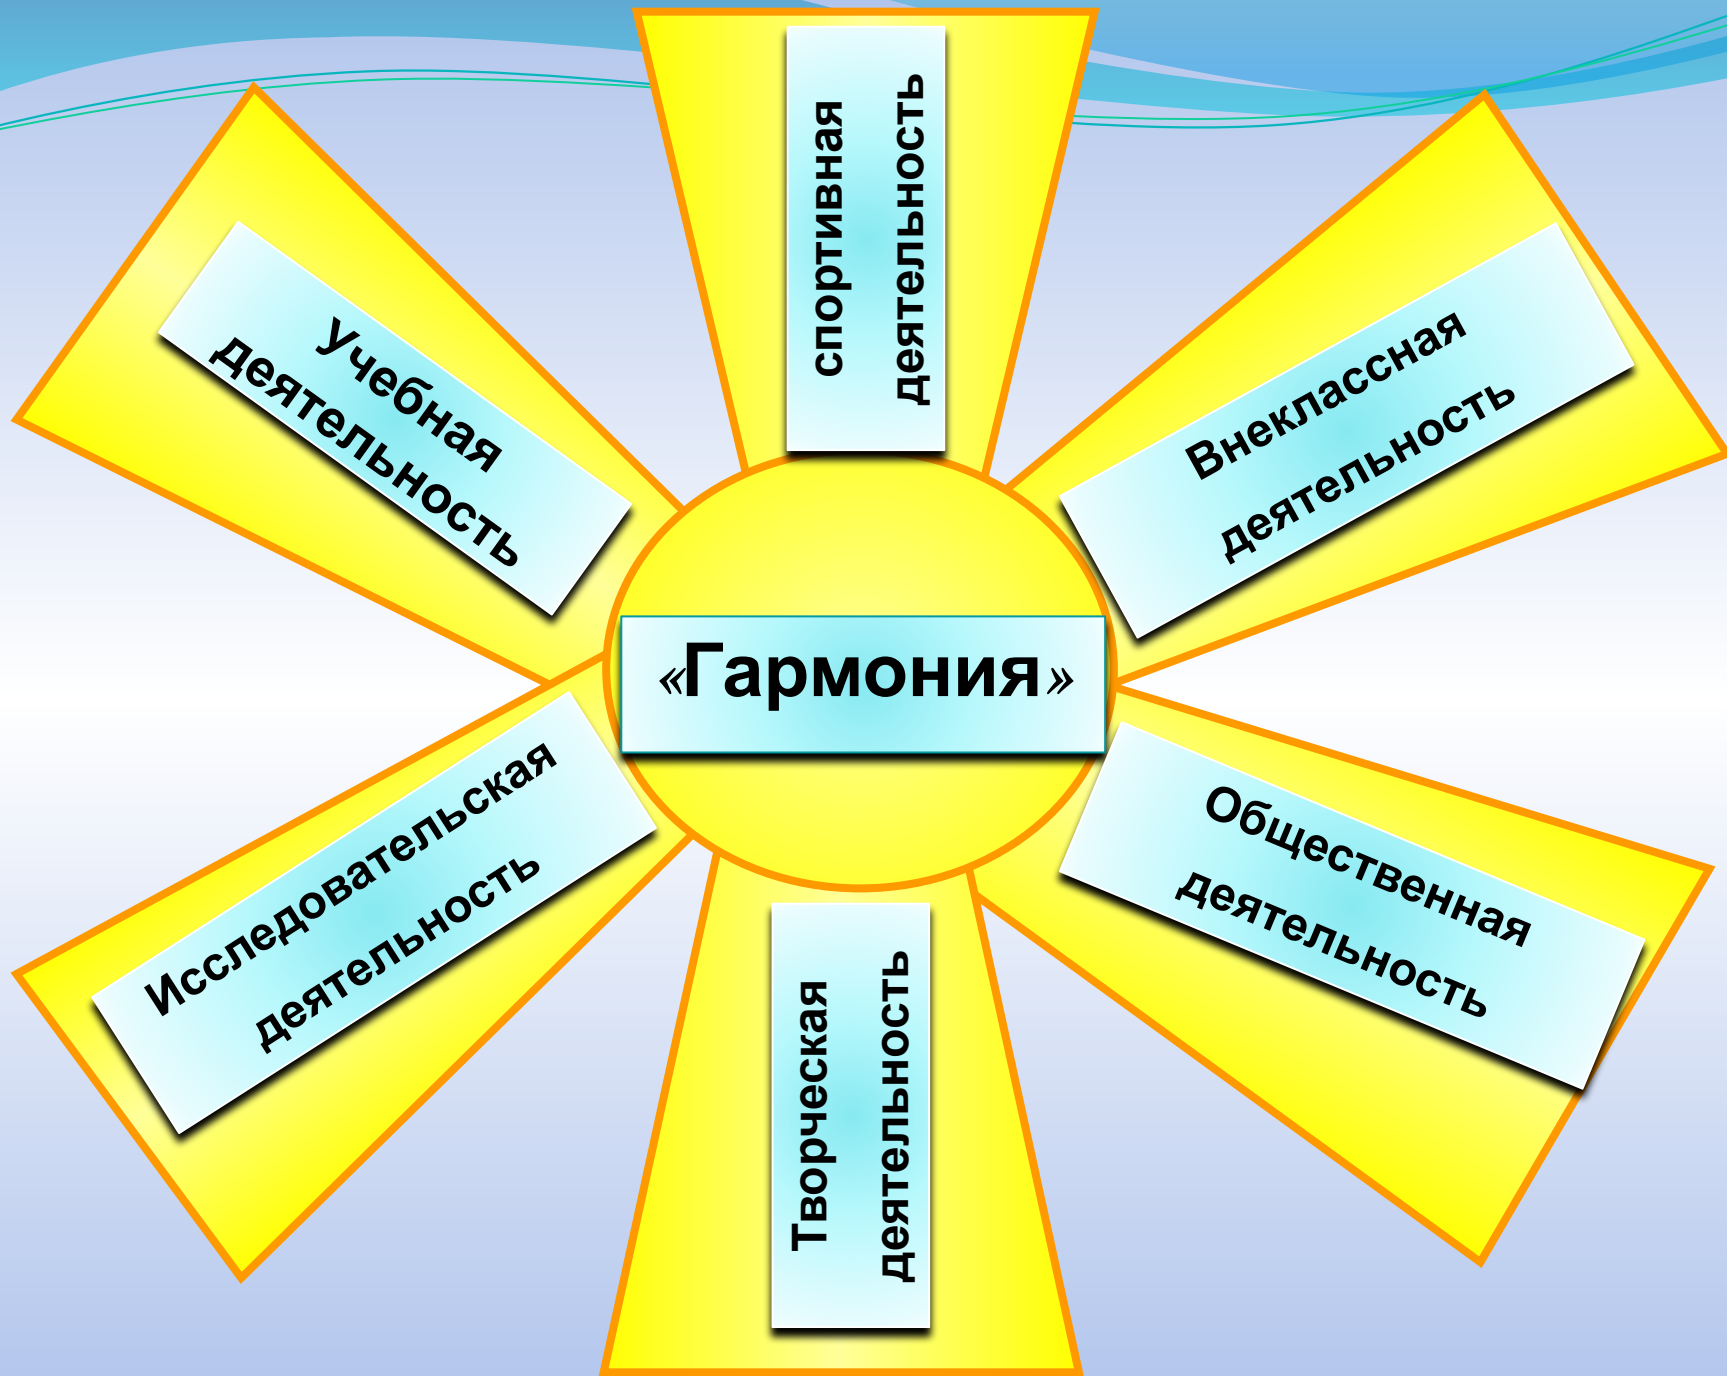 спортивная
деятельность
Учебная
деятельность
Внеклассная
деятельность
«Гармония»
Исследовательская
деятельность
Общественная
деятельность
Творческая
деятельность